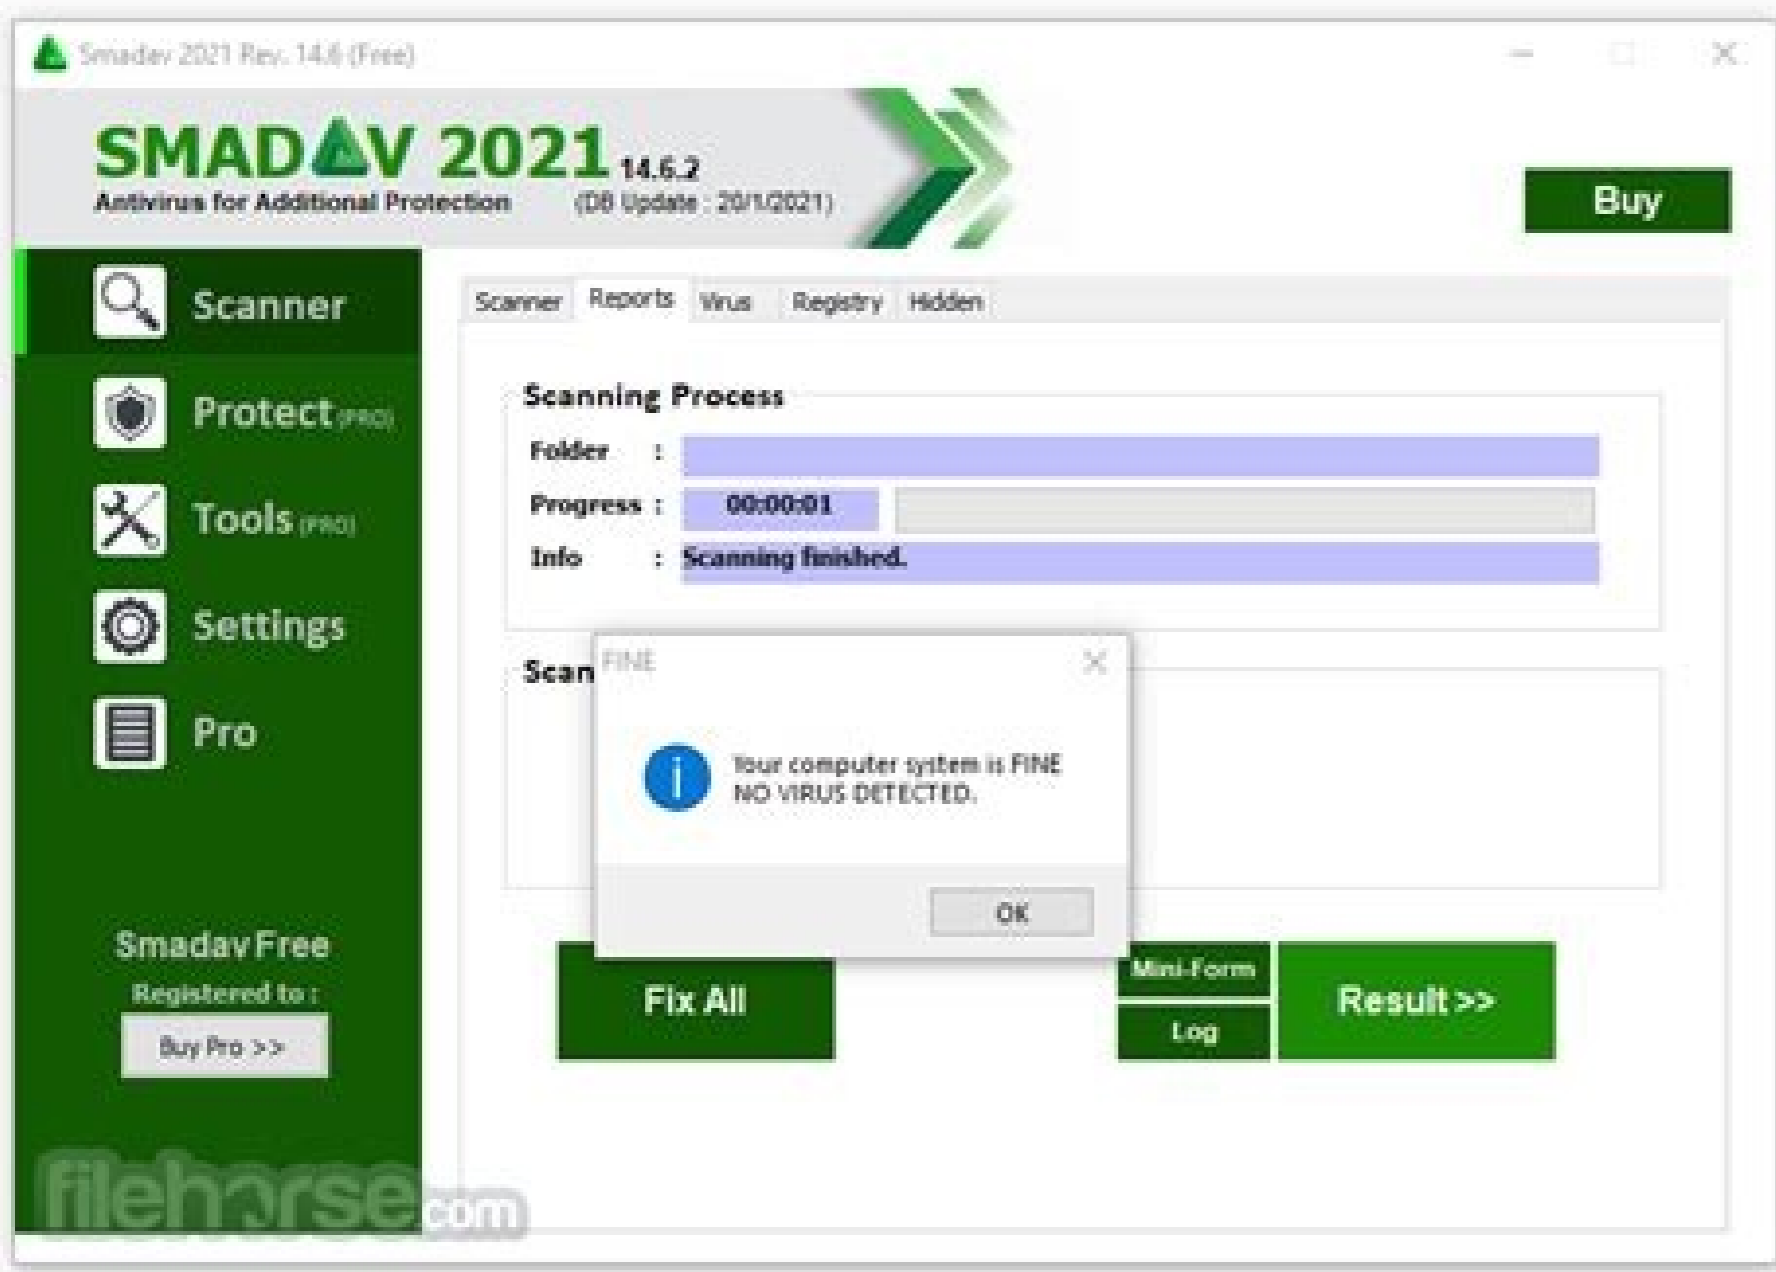 Smadav 2021 Rev. 14.6 (Free)
SMADAV 2021 14.6.2
Antivirus for Additional Protection (DB Update : 20/1/2021)
Buy
Scanner
Protect (PRO)
Tools (PRO)
Settings
Pro
Smadav Free
Registered to :
Buy Pro >>
Scanner Reports Virus Registry Hidden
Scanning Process
Folder :
Progress : 00:00:01
Info : Scanning finished.
Scan
FINE
Your computer system is FINE
NO VIRUS DETECTED.
OK
Fix All
Mini-Form
Log
Result >>
filehorse.com